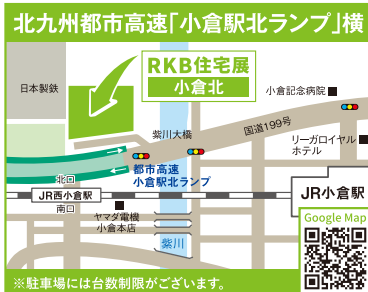 北九州都市高速「小倉駅北ランプ」横
RKB住宅展
小倉北
日本製鉄
小倉記念病院
紫川大橋
国道199号
リーガロイヤル
ホテル
都市高速
小倉駅北ランプ
北口
JR西小倉駅
南口
JR小倉駅
ヤマダ電機
小倉本店
紫川
Google Map
※駐車場には台数制限がございます。